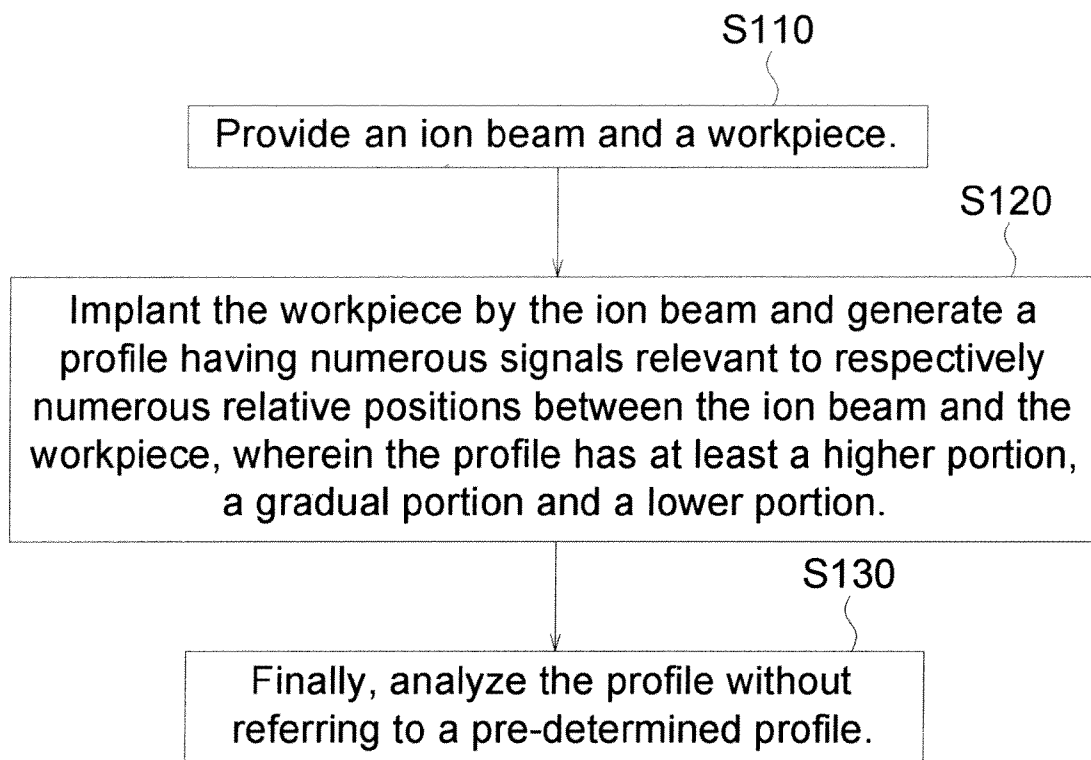 S110
Provide an ion beam and a workpiece.
S120
Implant the workpiece by the ion beam and generate a
profile having numerous signals relevant to respectively
numerous relative positions between the ion beam and the
workpiece, wherein the profile has at least a higher portion,
a gradual portion and a lower portion.
S130
Finally, analyze the profile without
referring to a pre-determined profile.